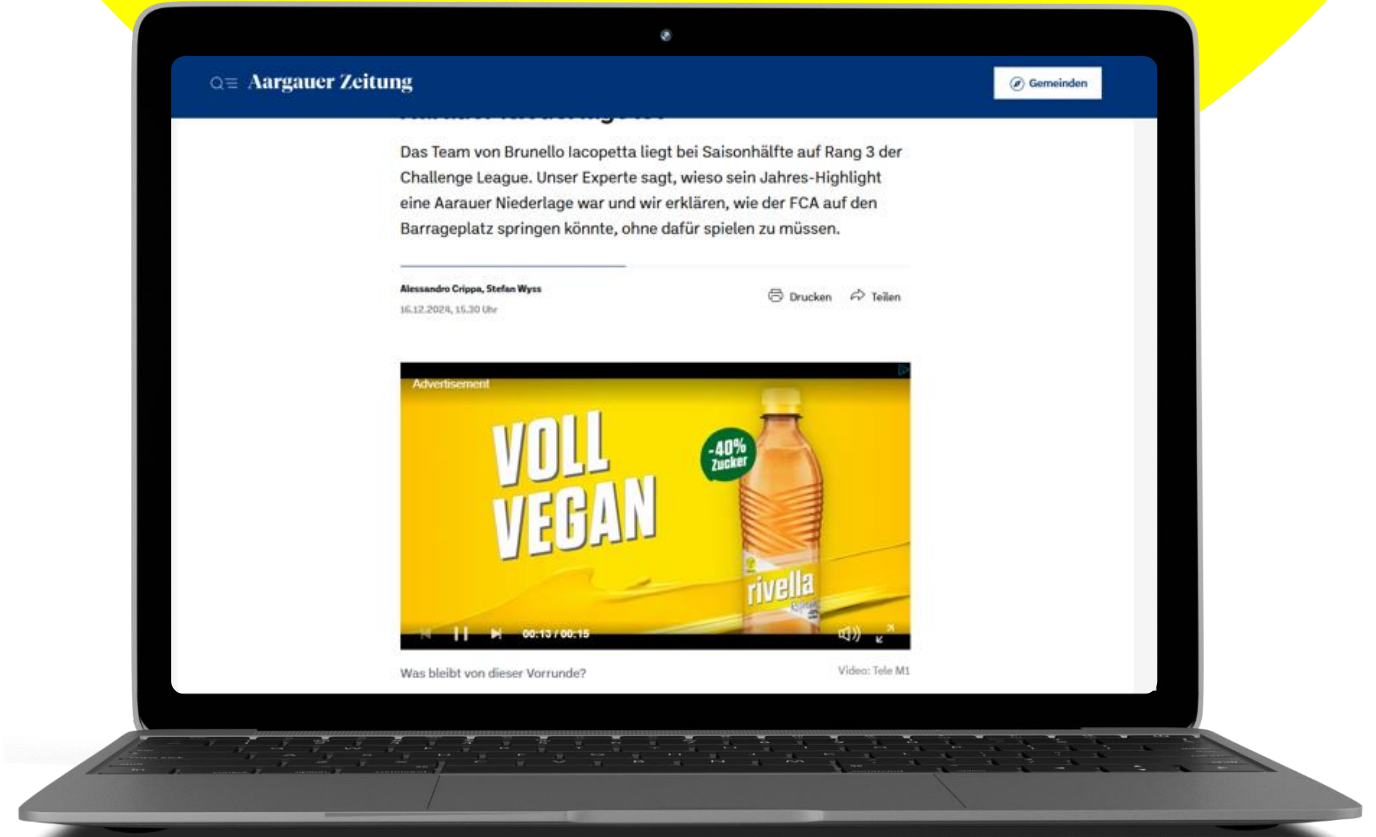 Aargauer Zeitung
Gemeinden
Das Team von Brunello Iacopetta liegt bei Saisonhälfte auf Rang 3 der
Challenge League. Unser Experte sagt, wieso sein Jahres-Highlight
eine Aarauer Niederlage war und wir erklären, wie der FCA auf den
Barrageplatz springen könnte, ohne dafür spielen zu müssen.
Alessandro Crippa, Stefan Wyss
16.12.2024, 15.30 Uhr
Drucken
Teilen
Advertisement
VOLL
VEGAN
-40%
Zucker
rivella
00:13 / 00:15
Was bleibt von dieser Vorrunde?
Video: Tele M1